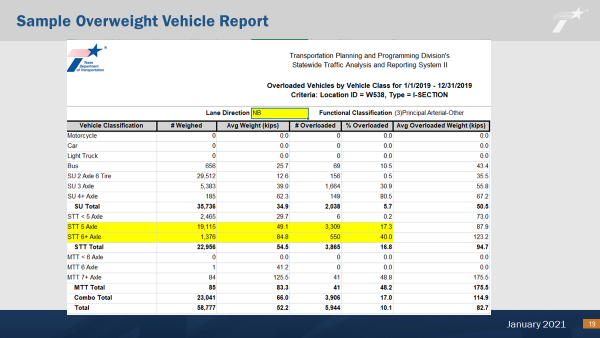 Sample Overweight Vehicle Report
Texas
Department
of Transportation
Transportation Planning and Programming Division's
Statewide Traffic Analysis and Reporting System II
Overloaded Vehicles by Vehicle Class for 1/1/2019 - 12/31/2019
Criteria: Location ID = W538, Type = I-SECTION
Lane Direction NB Functional Classification (3)Principal Arterial-Other
Vehicle Classification # Weighed Avg Weight (kips) # Overloaded % Overloaded Avg Overloaded Weight (kips)
Motorcycle 0 0.0 0 0.0 0.0
Car 0 0.0 0 0.0 0.0
Light Truck 0 0.0 0 0.0 0.0
Bus 656 25.7 69 10.5 43.4
SU 2 Axle 6 Tire 29,512 12.6 156 0.5 35.5
SU 3 Axle 5,383 39.0 1,664 30.9 55.8
SU 4+ Axle 185 62.3 149 80.5 67.2
SU Total 35,736 34.9 2,038 5.7 50.5
STT < 5 Axle 2,465 29.7 6 0.2 73.0
STT 5 Axle 19,115 49.1 3,309 17.3 87.9
STT 6+ Axle 1,376 84.8 550 40.0 123.2
STT Total 22,956 54.5 3,865 16.8 94.7
MTT < 6 Axle 0 0.0 0 0.0 0.0
MTT 6 Axle 1 41.2 0 0.0 0.0
MTT 7+ Axle 84 125.5 41 48.8 175.5
MTT Total 85 83.3 41 48.2 175.5
Combo Total 23,041 66.0 3,906 17.0 114.9
Total 58,777 52.2 5,944 10.1 82.7
January 2021
19